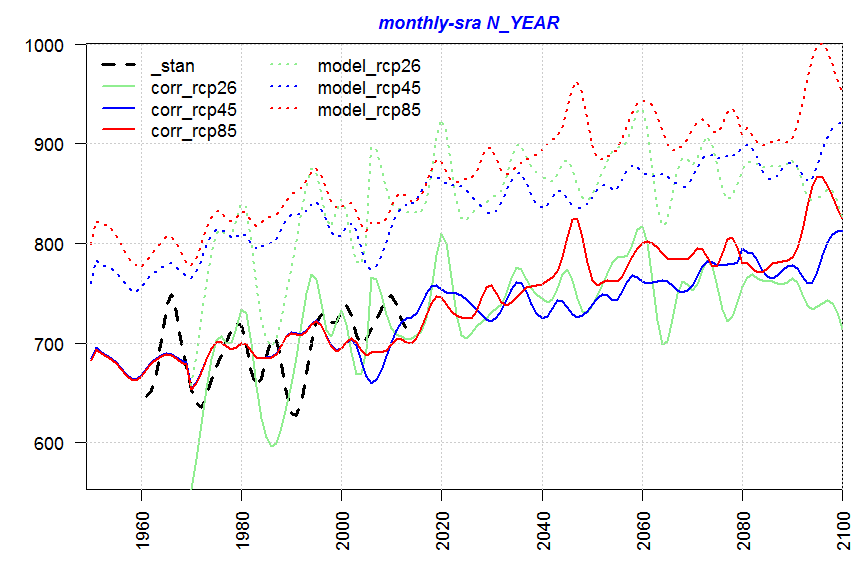 monthly-sra N_YEAR
1000
900
800
700
600
_stan
corr_rcp26
corr_rcp45
corr_rcp85
model_rcp26
model_rcp45
model_rcp85
1960
1980
2000
2020
2040
2060
2080
2100